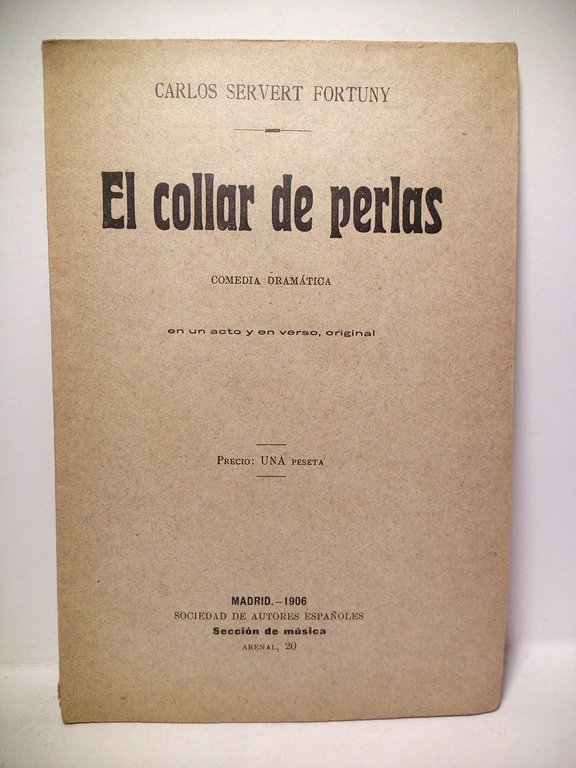 CARLOS SERVERT FORTUNY
El collar de perlas
COMEDIA DRAMÁTICA
en un acto y en verso, original
PRECIO: UNA PESETA
MADRID.—1906
SOCIEDAD DE AUTORES ESPAÑOLES
Sección de música
ARENAL, 20